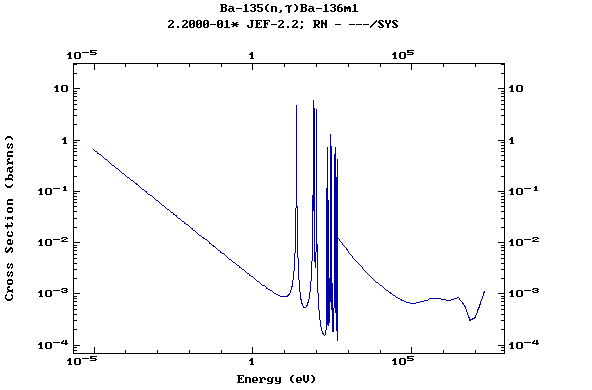 Ba-135(n,γ)Ba-136m1
2.2000-01* JEF-2.2; RN - ---/SYS
10⁻⁵ 1 10⁵
10 10
1 1
10⁻¹ 10⁻¹
10⁻² 10⁻²
10⁻³ 10⁻³
10⁻⁴ 10⁻⁴
10⁻⁵ 1 10⁵
Cross Section (barns)
Energy (eV)